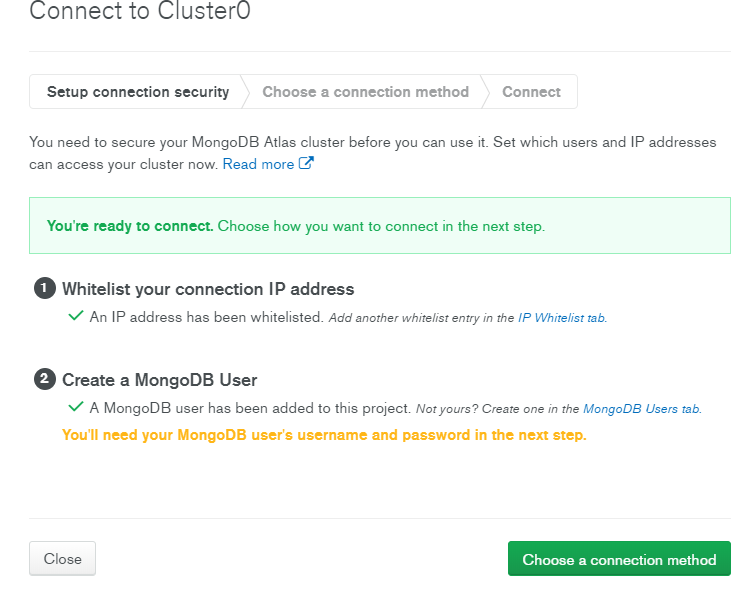 Connect to Cluster0
Setup connection security
Choose a connection method
Connect
You need to secure your MongoDB Atlas cluster before you can use it. Set which users and IP addresses
can access your cluster now. Read more
You're ready to connect. Choose how you want to connect in the next step.
1 Whitelist your connection IP address
An IP address has been whitelisted. Add another whitelist entry in the IP Whitelist tab.
2 Create a MongoDB User
A MongoDB user has been added to this project. Not yours? Create one in the MongoDB Users tab.
You'll need your MongoDB user's username and password in the next step.
Close
Choose a connection method